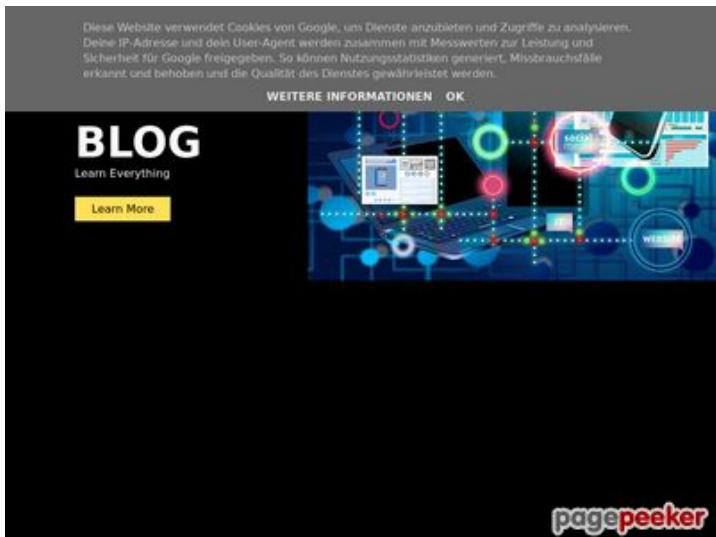 Diese Website verwendet Cookies von Google, um Dienste anzubieten und Zugriffe zu analysieren.
Deine IP-Adresse und dein User-Agent werden zusammen mit Messwerten zur Leistung und
Sicherheit für Google freigegeben. So können Nutzungsstatistiken generiert, Missbrauchsfälle
erkannt und behoben und die Qualität des Dienstes gewährleistet werden.
WEITERE INFORMATIONEN OK
BLOG
Learn Everything
Learn More
social
WEBSITE
pagepeeker